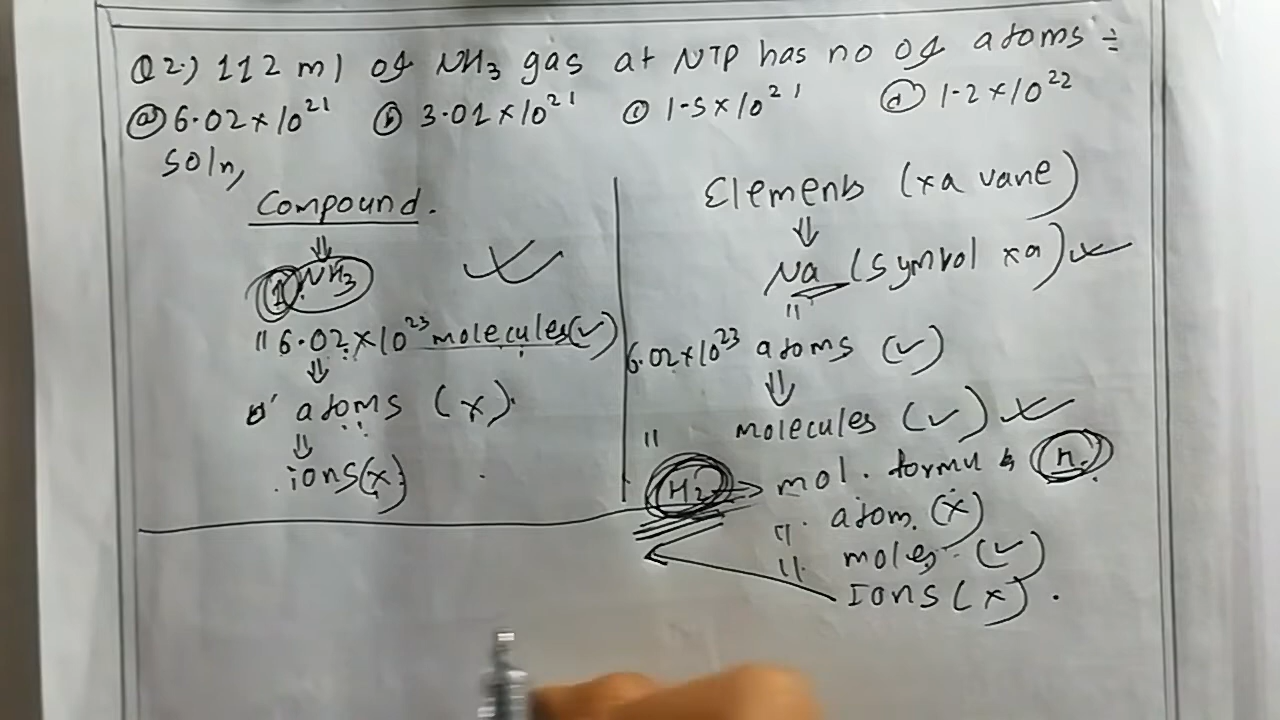 Q2.) 112 ml of NH3 gas at NTP has no of atoms ÷
(a) 6.02×10^21 (b) 3.01×10^21 (c) 1.5×10^21 (d) 1.2×10^22
Soln,
Compound.
⇓
1 NH3
" 6.02×10^23 molecules(✓)
⇓
atoms (x).
⇓
ions(x)
Elements (xa vane)
⇓
Na (symbol xa)
"
6.02×10^23 atoms (✓)
⇓
" molecules (✓)
H2 ⇒ mol. formula
" atom. (x)
" moles. (✓)
Ions (x).